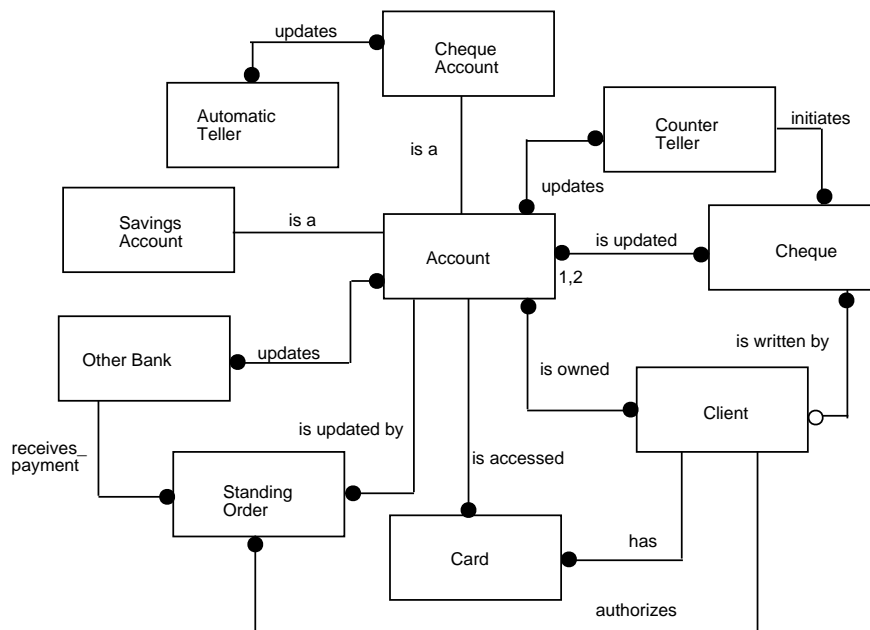 updates
Cheque
Account
Automatic
Teller
Counter
Teller
initiates
is a
updates
Savings
Account
is a
Account
is updated
1,2
Cheque
Other Bank
updates
is written by
is owned
Client
is updated by
receives_
payment
is accessed
Standing
Order
Card
has
authorizes